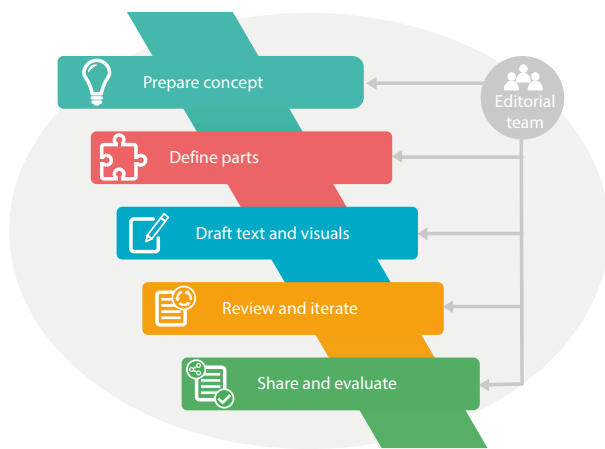 Prepare concept
Editorial
team
Define parts
Draft text and visuals
Review and iterate
Share and evaluate